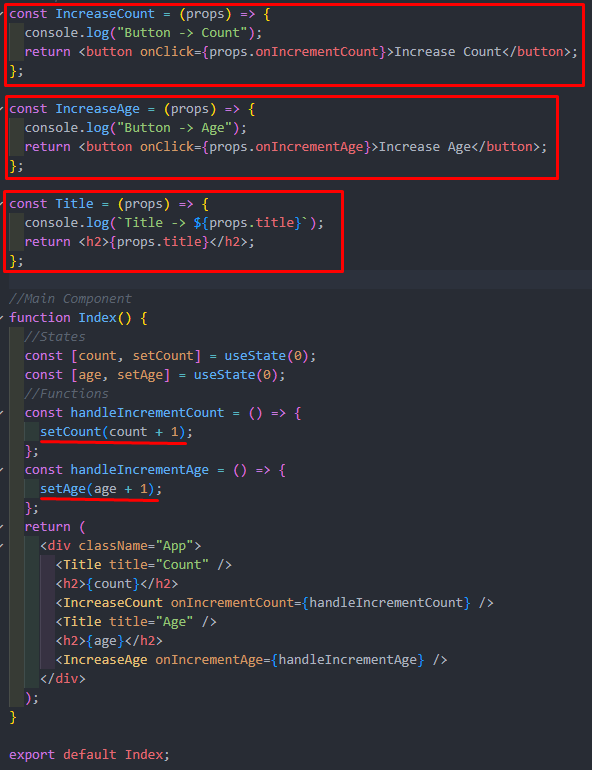 const IncreaseCount = (props) => {
  console.log("Button -> Count");
  return <button onClick={props.onIncrementCount}>Increase Count</button>;
};
const IncreaseAge = (props) => {
  console.log("Button -> Age");
  return <button onClick={props.onIncrementAge}>Increase Age</button>;
};
const Title = (props) => {
  console.log(`Title -> ${props.title}`);
  return <h2>{props.title}</h2>;
};
//Main Component
function Index() {
  //States
  const [count, setCount] = useState(0);
  const [age, setAge] = useState(0);
  //Functions
  const handleIncrementCount = () => {
    setCount(count + 1);
  };
  const handleIncrementAge = () => {
    setAge(age + 1);
  };
  return (
    <div className="App">
      <Title title="Count" />
      <h2>{count}</h2>
      <IncreaseCount onIncrementCount={handleIncrementCount} />
      <Title title="Age" />
      <h2>{age}</h2>
      <IncreaseAge onIncrementAge={handleIncrementAge} />
    </div>
  );
}
export default Index;